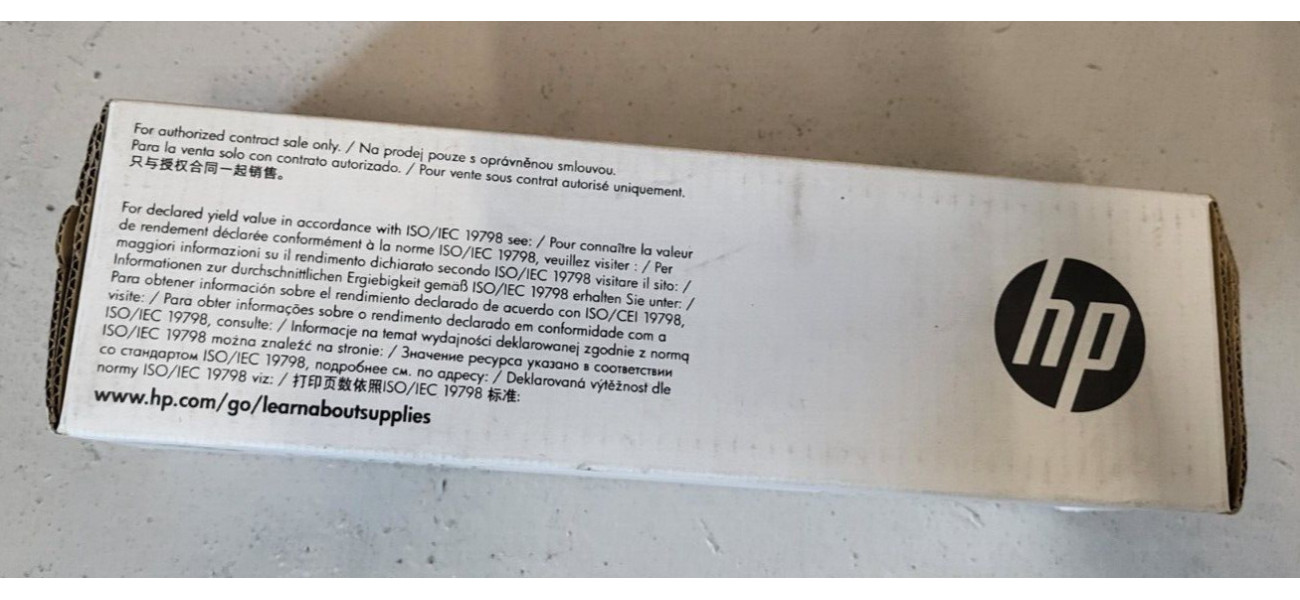 For authorized contract sale only. / Na prodej pouze s oprávněnou smlouvou.
Para la venta solo con contrato autorizado. / Pour vente sous contrat autorisé uniquement.
只与授权合同一起销售。
For declared yield value in accordance with ISO/IEC 19798 see: / Pour connaître la valeur
de rendement déclarée conformément à la norme ISO/IEC 19798, veuillez visiter : / Per
maggiori informazioni su il rendimento dichiarato secondo ISO/IEC 19798 visitare il sito: /
Informationen zur durchschnittlichen Ergiebigkeit gemäß ISO/IEC 19798 erhalten Sie unter: /
Para obtener información sobre el rendimiento declarado de acuerdo con ISO/CEI 19798,
visite: / Para obter informações sobre o rendimento declarado em conformidade com a
ISO/IEC 19798, consulte: / Informacje na temat wydajności deklarowanej zgodnie z normą
ISO/IEC 19798 można znaleźć na stronie: / Значение ресурса указано в соответствии
со стандартом ISO/IEC 19798, подробнее см. по адресу: / Deklarovaná výtěžnost dle
normy ISO/IEC 19798 viz: / 打印页数依照ISO/IEC 19798 标准:
www.hp.com/go/learnaboutsupplies
hp